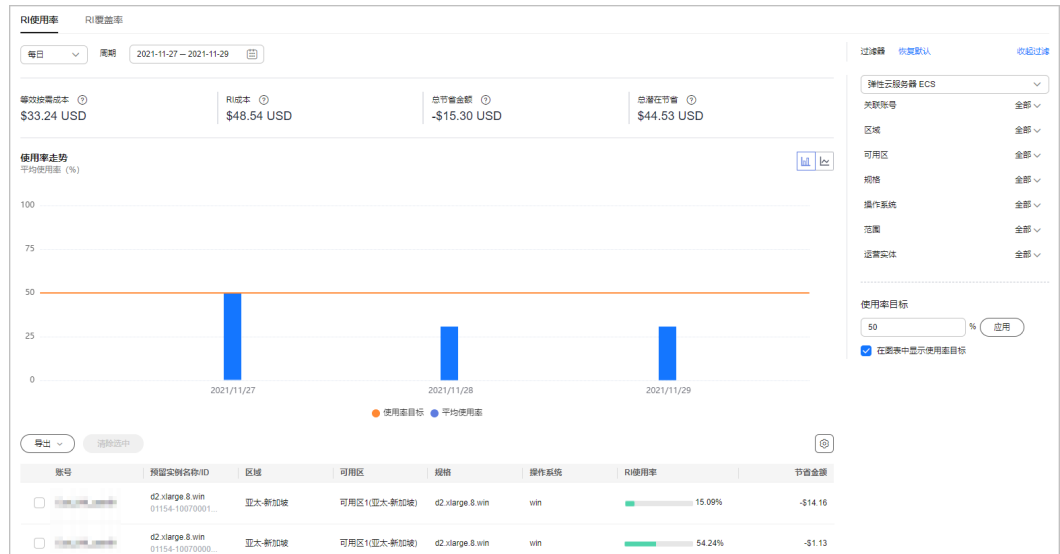 RI使用率 RI覆盖率
每日 周期 2021-11-27 – 2021-11-29
过滤器 恢复默认 收起过滤
弹性云服务器 ECS
等效按需成本 RI成本 总节省金额 总潜在节省
$33.24 USD $48.54 USD -$15.30 USD $44.53 USD
关联账号 全部
区域 全部
可用区 全部
规格 全部
操作系统 全部
范围 全部
运营实体 全部
使用率目标
50 % 应用
在图表中显示使用率目标
使用率走势
平均使用率（%）
100
75
50
25
0
2021/11/27 2021/11/28 2021/11/29
使用率目标 平均使用率
导出 清除选中
账号 预留实例名称/ID 区域 可用区 规格 操作系统 RI使用率 节省金额
d2.xlarge.8.win
01154-10070001... 亚太-新加坡 可用区1(亚太-新加坡) d2.xlarge.8.win win 15.09% -$14.16
d2.xlarge.8.win
01154-10070000... 亚太-新加坡 可用区1(亚太-新加坡) d2.xlarge.8.win win 54.24% -$1.13